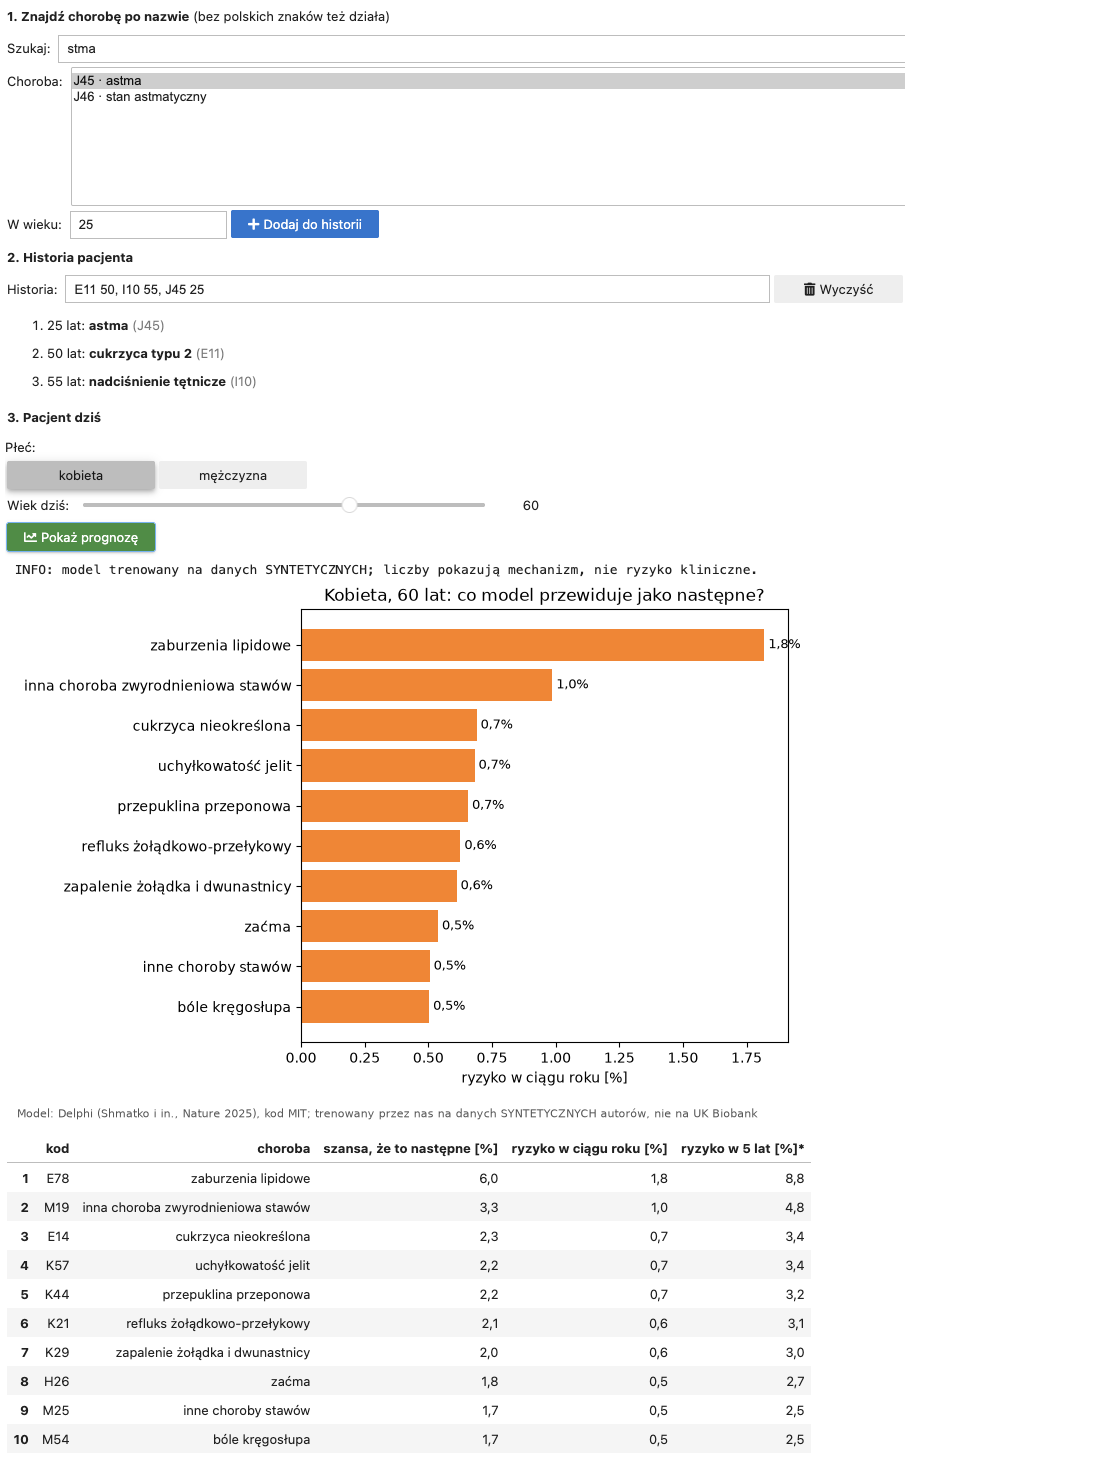 1. Znajdź chorobę po nazwie (bez polskich znaków też działa)
Szukaj: stma
Choroba: J45 · astma
J46 · stan astmatyczny
W wieku: 25 Dodaj do historii
2. Historia pacjenta
Historia: E11 50, I10 55, J45 25 Wyczyść
1. 25 lat: astma (J45)
2. 50 lat: cukrzyca typu 2 (E11)
3. 55 lat: nadciśnienie tętnicze (I10)
3. Pacjent dziś
Płeć:
kobieta mężczyzna
Wiek dziś: 60
Pokaż prognozę
INFO: model trenowany na danych SYNTETYCZNYCH; liczby pokazują mechanizm, nie ryzyko kliniczne.
Kobieta, 60 lat: co model przewiduje jako następne?
zaburzenia lipidowe 1,8%
inna choroba zwyrodnieniowa stawów 1,0%
cukrzyca nieokreślona 0,7%
uchyłkowatość jelit 0,7%
przepuklina przeponowa 0,7%
refluks żołądkowo-przełykowy 0,6%
zapalenie żołądka i dwunastnicy 0,6%
zaćma 0,5%
inne choroby stawów 0,5%
bóle kręgosłupa 0,5%
0.00 0.25 0.50 0.75 1.00 1.25 1.50 1.75
ryzyko w ciągu roku [%]
Model: Delphi (Shmatko i in., Nature 2025), kod MIT; trenowany przez nas na danych SYNTETYCZNYCH autorów, nie na UK Biobank
kod choroba szansa, że to następne [%] ryzyko w ciągu roku [%] ryzyko w 5 lat [%]*
1 E78 zaburzenia lipidowe 6,0 1,8 8,8
2 M19 inna choroba zwyrodnieniowa stawów 3,3 1,0 4,8
3 E14 cukrzyca nieokreślona 2,3 0,7 3,4
4 K57 uchyłkowatość jelit 2,2 0,7 3,4
5 K44 przepuklina przeponowa 2,2 0,7 3,2
6 K21 refluks żołądkowo-przełykowy 2,1 0,6 3,1
7 K29 zapalenie żołądka i dwunastnicy 2,0 0,6 3,0
8 H26 zaćma 1,8 0,5 2,7
9 M25 inne choroby stawów 1,7 0,5 2,5
10 M54 bóle kręgosłupa 1,7 0,5 2,5